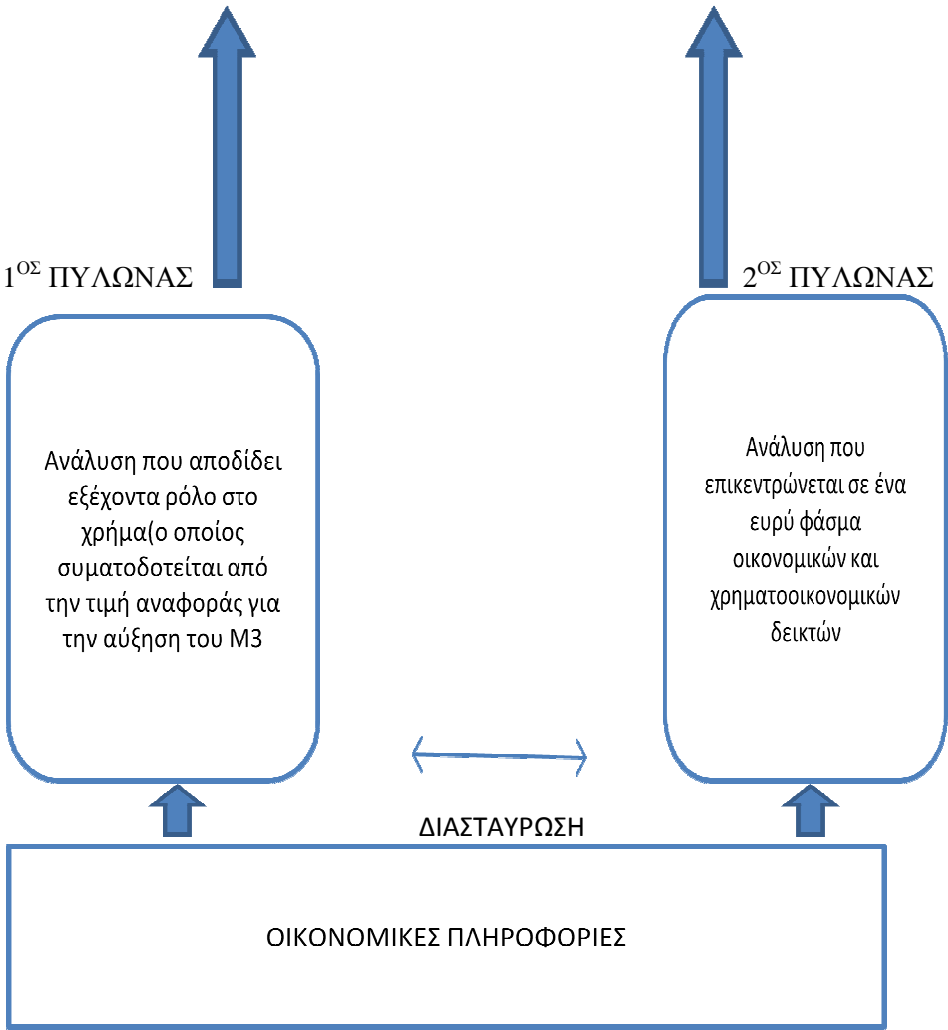 1ΟΣ ΠΥΛΩΝΑΣ
2ΟΣ ΠΥΛΩΝΑΣ
Ανάλυση που αποδίδει
εξέχοντα ρόλο στο
χρήμα(ο οποίος
συματοδοτείται από
την τιμή αναφοράς για
την αύξηση του Μ3
Ανάλυση που
επικεντρώνεται σε ένα
ευρύ φάσμα
οικονομικών και
χρηματοοικονομικών
δεικτών
ΔΙΑΣΤΑΥΡΩΣΗ
ΟΙΚΟΝΟΜΙΚΕΣ ΠΛΗΡΟΦΟΡΙΕΣ